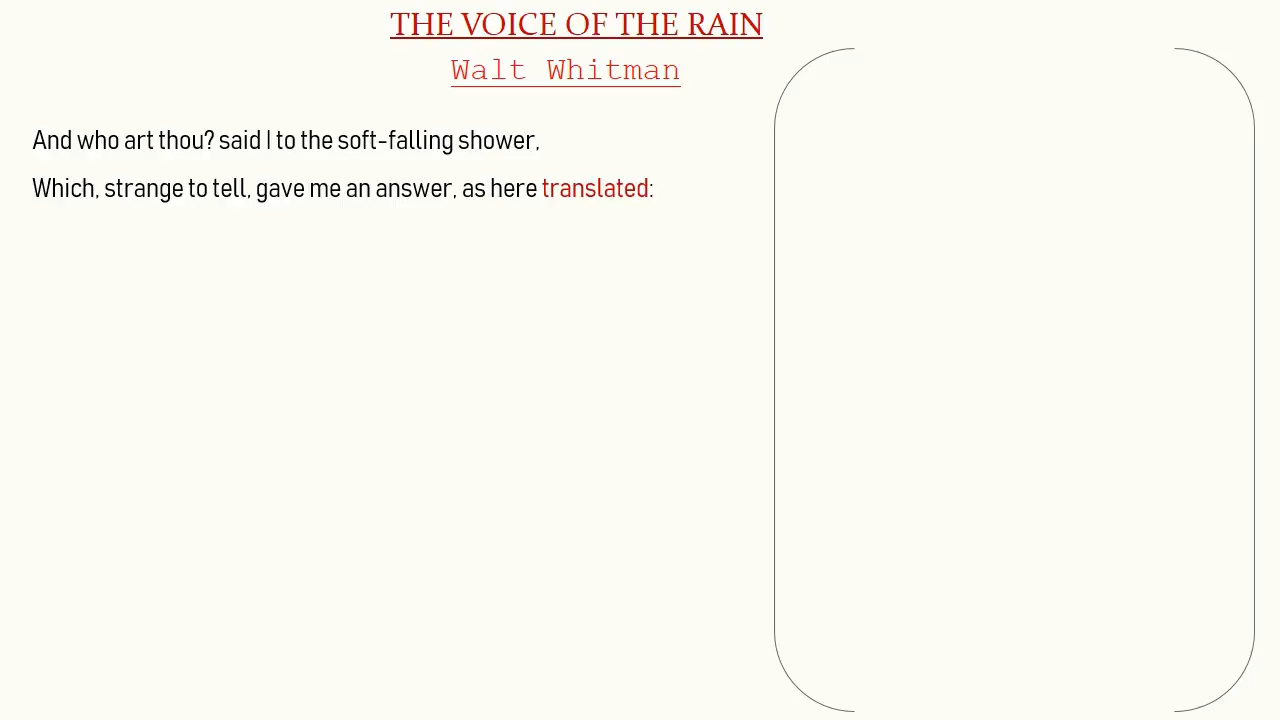 THE VOICE OF THE RAIN
Walt Whitman
And who art thou? said I to the soft-falling shower,
Which, strange to tell, gave me an answer, as here translated: